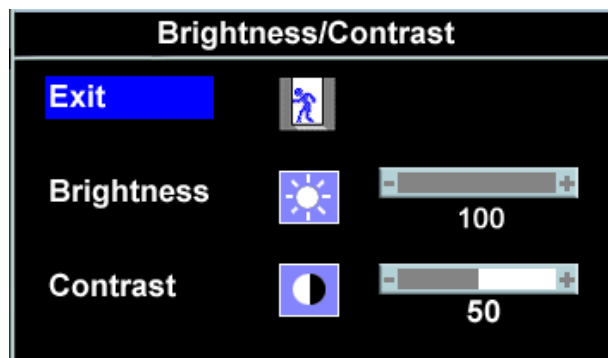 Brightness/Contrast
Exit
Brightness
- +
100
Contrast
- +
50